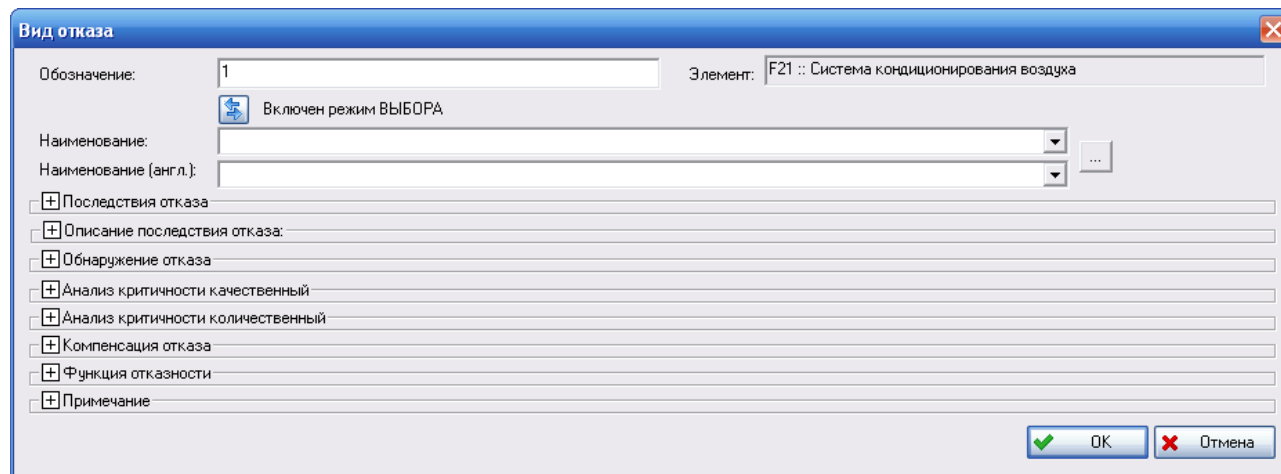 Вид отказа
Обозначение: 1 Элемент: F21 :: Система кондиционирования воздуха
Включен режим ВЫБОРА
Наименование:
...
Наименование (англ.):
Последствия отказа
Описание последствия отказа:
Обнаружение отказа
Анализ критичности качественный
Анализ критичности количественный
Компенсация отказа
Функция отказности
Примечание
OK Отмена